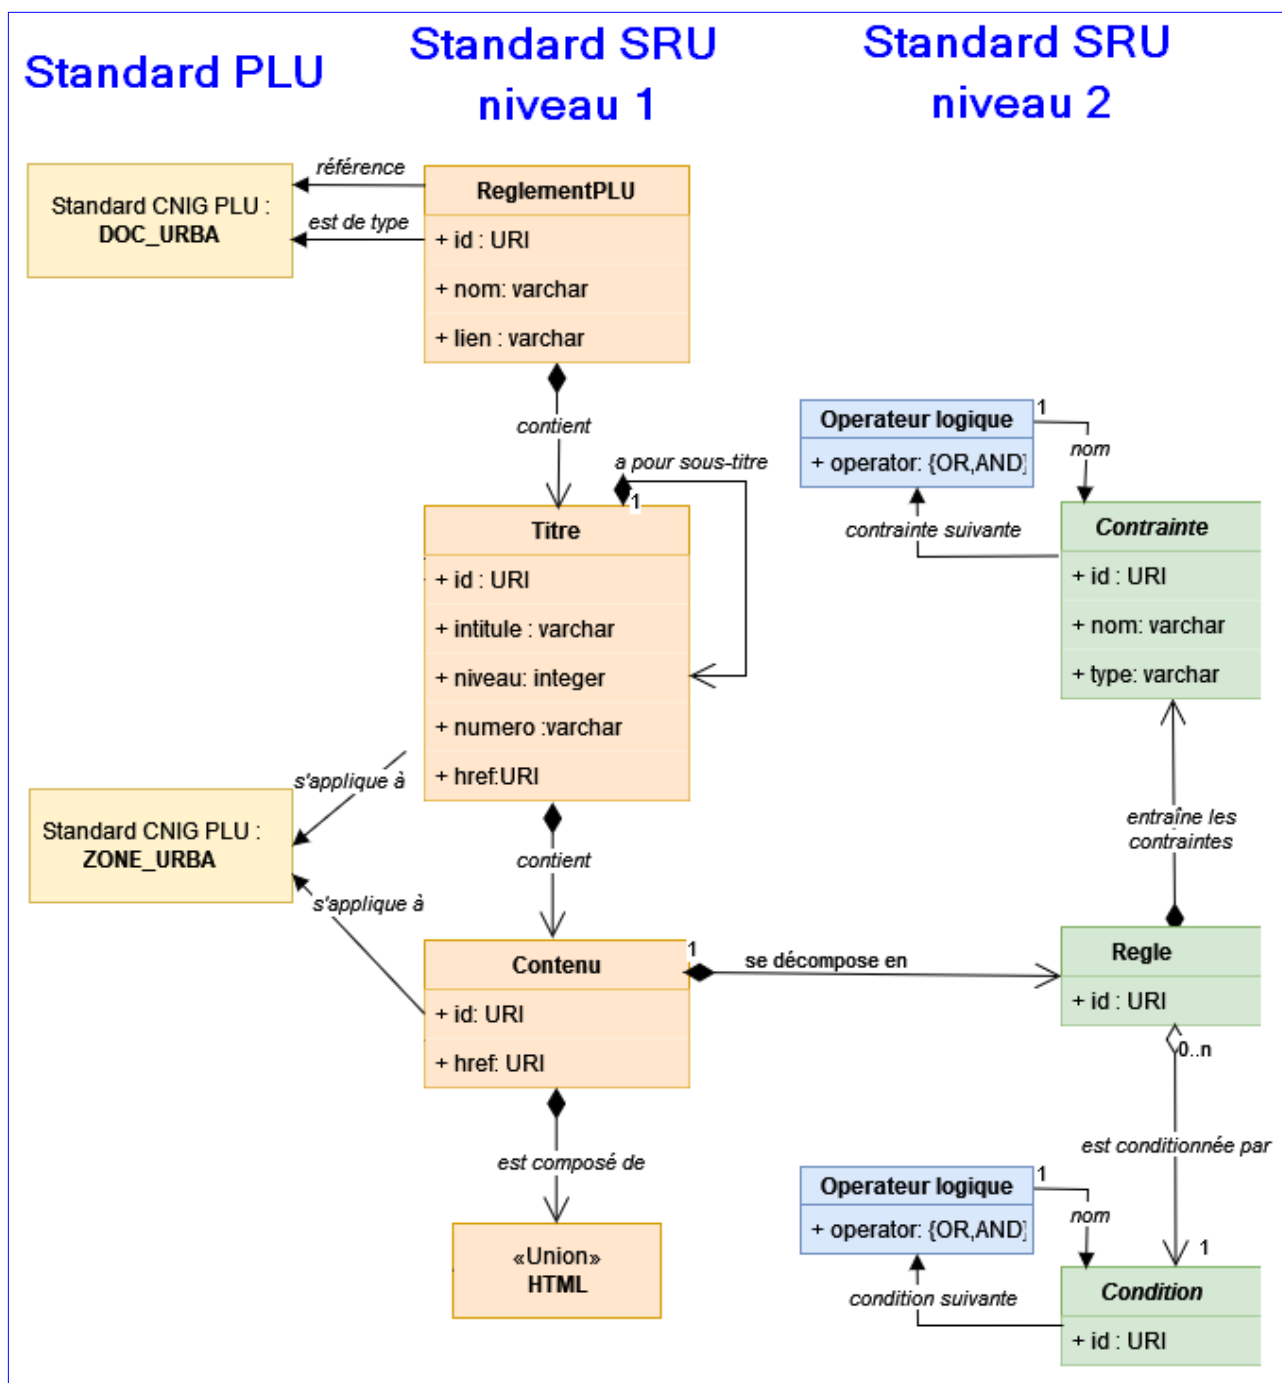 Standard PLU
Standard SRU
niveau 1
Standard SRU
niveau 2
référence
est de type
Standard CNIG PLU :
DOC_URBA
ReglementPLU
+ id : URI
+ nom: varchar
+ lien : varchar
contient
a pour sous-titre
1
Titre
+ id : URI
+ intitule : varchar
+ niveau: integer
+ numero :varchar
+ href:URI
s'applique à
Standard CNIG PLU :
ZONE_URBA
s'applique à
contient
Contenu
+ id: URI
+ href: URI
1
se décompose en
est composé de
«Union»
HTML
Operateur logique
+ operator: {OR,AND}
1
nom
contrainte suivante
Contrainte
+ id : URI
+ nom: varchar
+ type: varchar
entraîne les
contraintes
Regle
+ id : URI
0..n
est conditionnée par
1
Operateur logique
+ operator: {OR,AND}
1
nom
condition suivante
Condition
+ id : URI